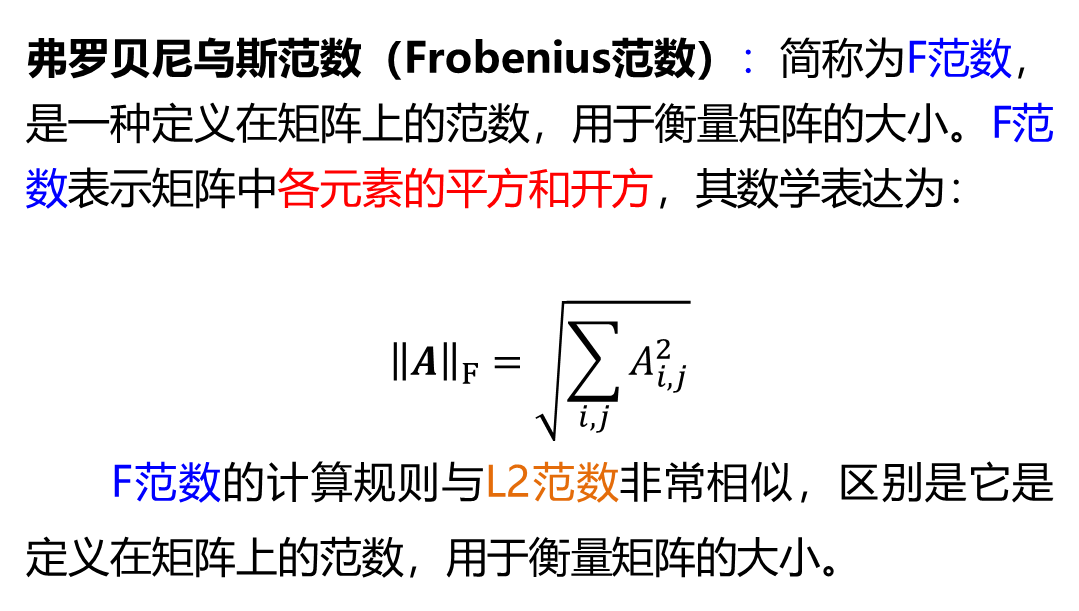 弗罗贝尼乌斯范数（Frobenius范数）：简称为F范数，
是一种定义在矩阵上的范数，用于衡量矩阵的大小。F范
数表示矩阵中各元素的平方和开方，其数学表达为：
‖A‖_F = √(∑_{i,j} A_{i,j}^2)
F范数的计算规则与L2范数非常相似，区别是它是
定义在矩阵上的范数，用于衡量矩阵的大小。